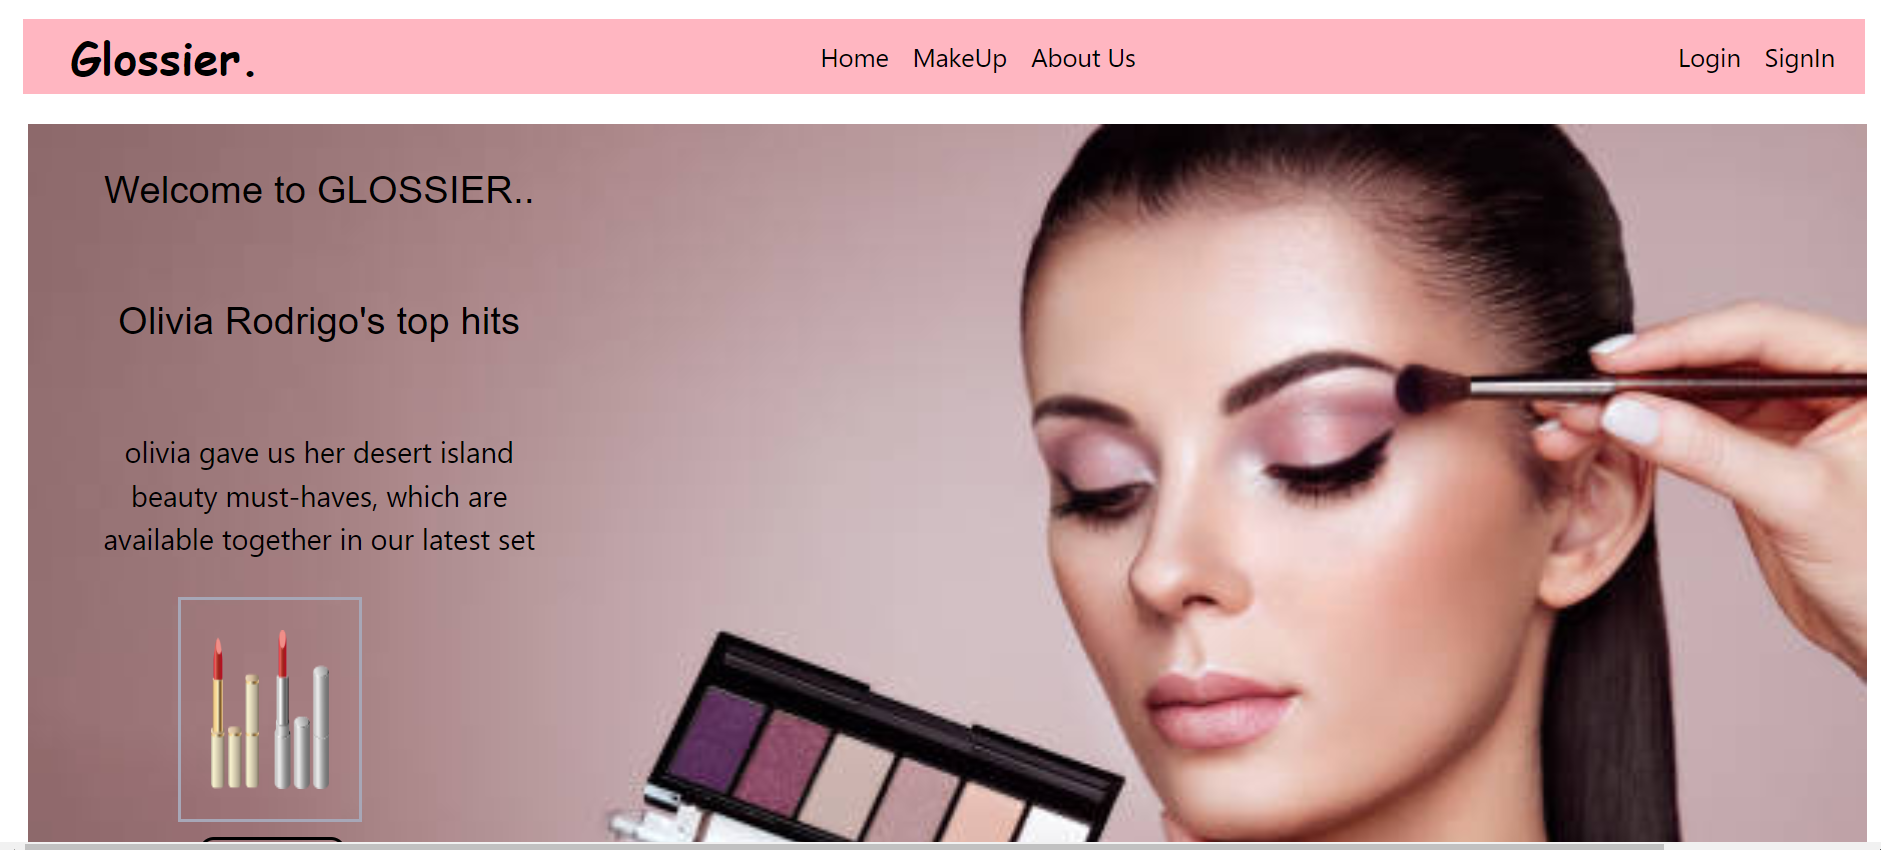 Glossier.
Home MakeUp About Us
Login SignIn
Welcome to GLOSSIER..
Olivia Rodrigo's top hits
olivia gave us her desert island
beauty must-haves, which are
available together in our latest set